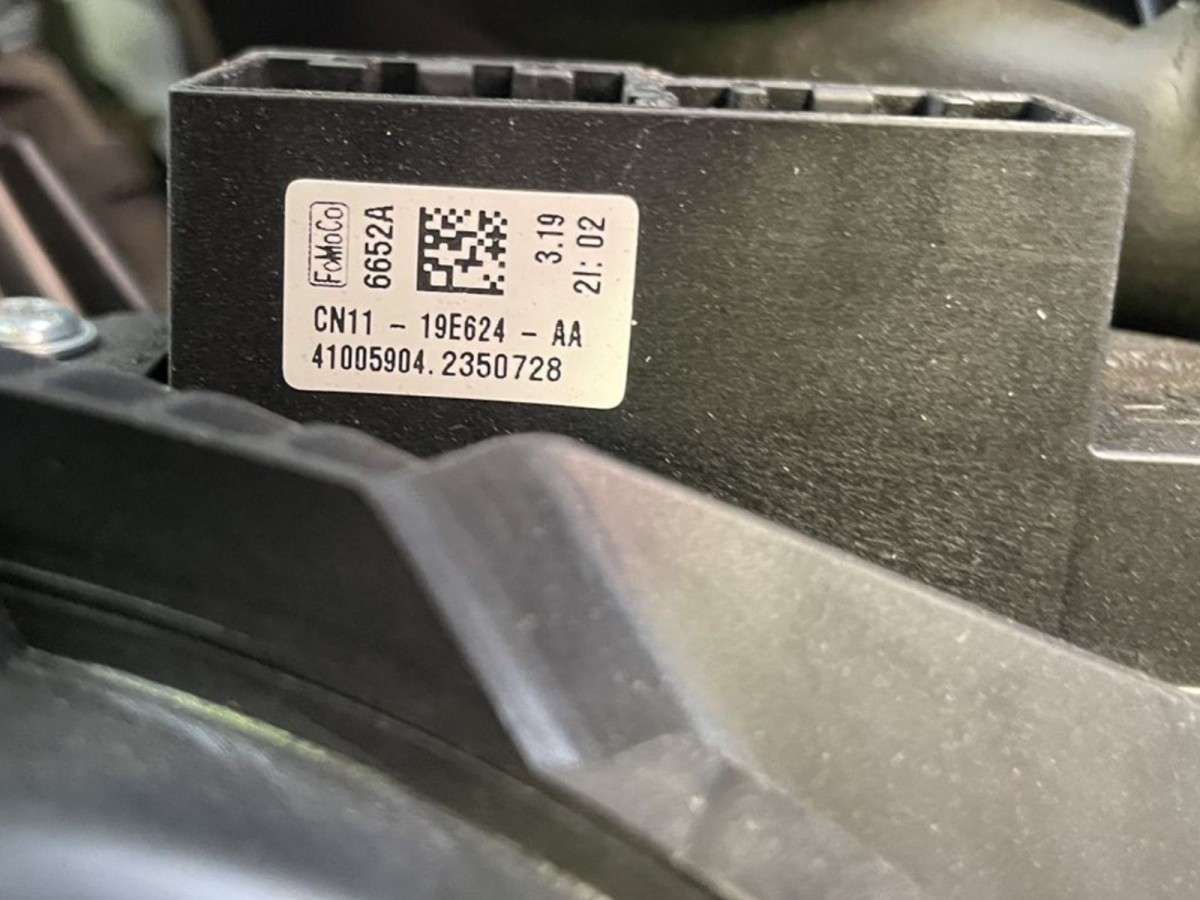 FoMoCo
6652A
3.19
21:02
CN11 - 19E624 - AA
41005904.2350728